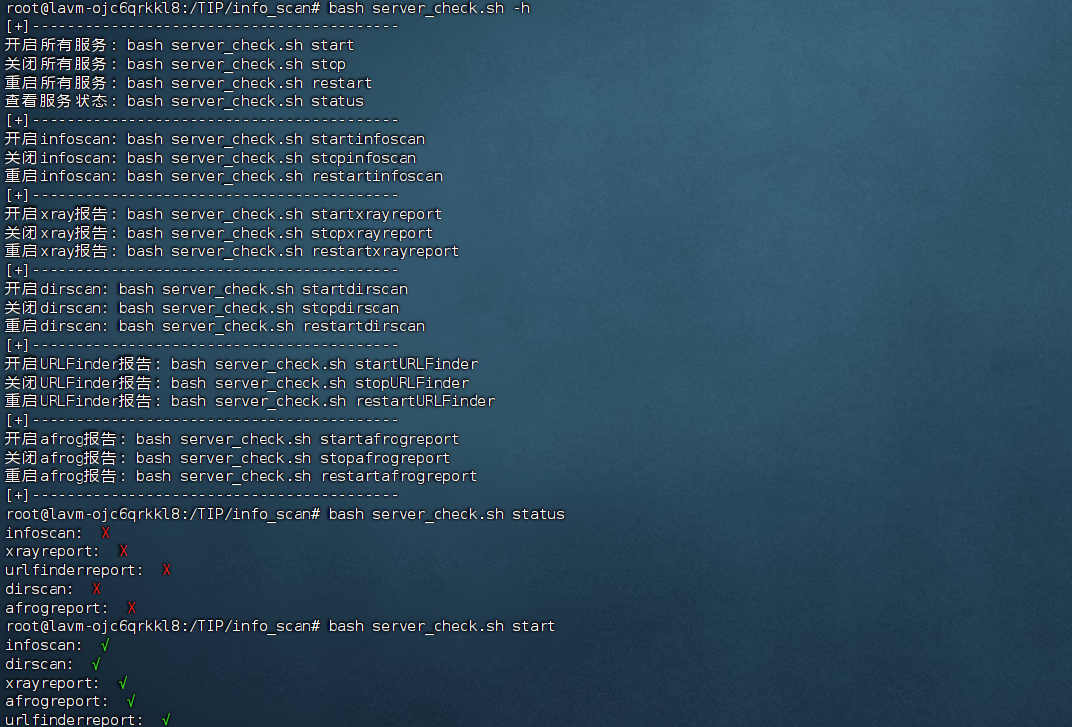 root@lavm-ojc6qrkkl8:/TIP/info_scan# bash server_check.sh -h
[+]------------------------------------------
开启所有服务: bash server_check.sh start
关闭所有服务: bash server_check.sh stop
重启所有服务: bash server_check.sh restart
查看服务状态: bash server_check.sh status
[+]------------------------------------------
开启infoscan: bash server_check.sh startinfoscan
关闭infoscan: bash server_check.sh stopinfoscan
重启infoscan: bash server_check.sh restartinfoscan
[+]------------------------------------------
开启xray报告: bash server_check.sh startxrayreport
关闭xray报告: bash server_check.sh stopxrayreport
重启xray报告: bash server_check.sh restartxrayreport
[+]------------------------------------------
开启dirscan: bash server_check.sh startdirscan
关闭dirscan: bash server_check.sh stopdirscan
重启dirscan: bash server_check.sh restartdirscan
[+]------------------------------------------
开启URLFinder报告: bash server_check.sh startURLFinder
关闭URLFinder报告: bash server_check.sh stopURLFinder
重启URLFinder报告: bash server_check.sh restartURLFinder
[+]------------------------------------------
开启afrog报告: bash server_check.sh startafrogreport
关闭afrog报告: bash server_check.sh stopafrogreport
重启afrog报告: bash server_check.sh restartafrogreport
[+]------------------------------------------
root@lavm-ojc6qrkkl8:/TIP/info_scan# bash server_check.sh status
infoscan: X
xrayreport: X
urlfinderreport: X
dirscan: X
afrogreport: X
root@lavm-ojc6qrkkl8:/TIP/info_scan# bash server_check.sh start
infoscan: √
dirscan: √
xrayreport: √
afrogreport: √
urlfinderreport: √